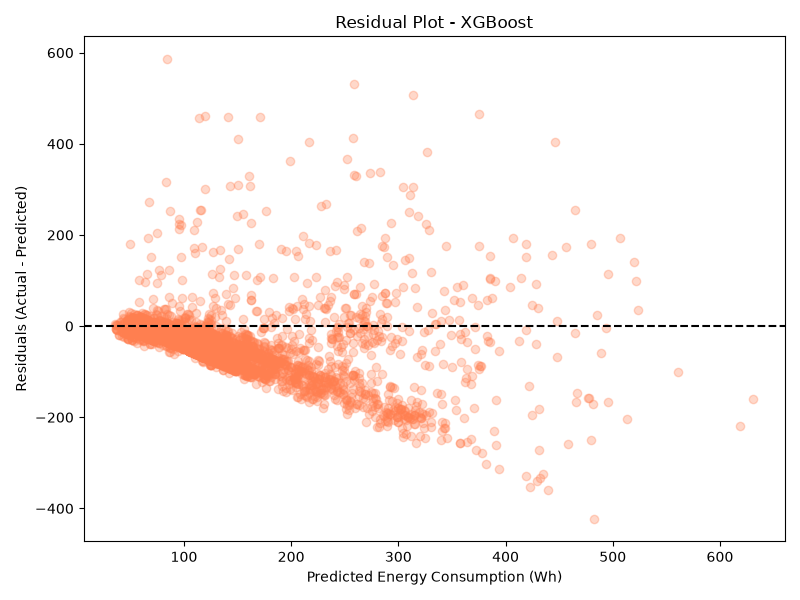 Residual Plot - XGBoost
600
400
200
0
−200
−400
Residuals (Actual - Predicted)
100 200 300 400 500 600
Predicted Energy Consumption (Wh)